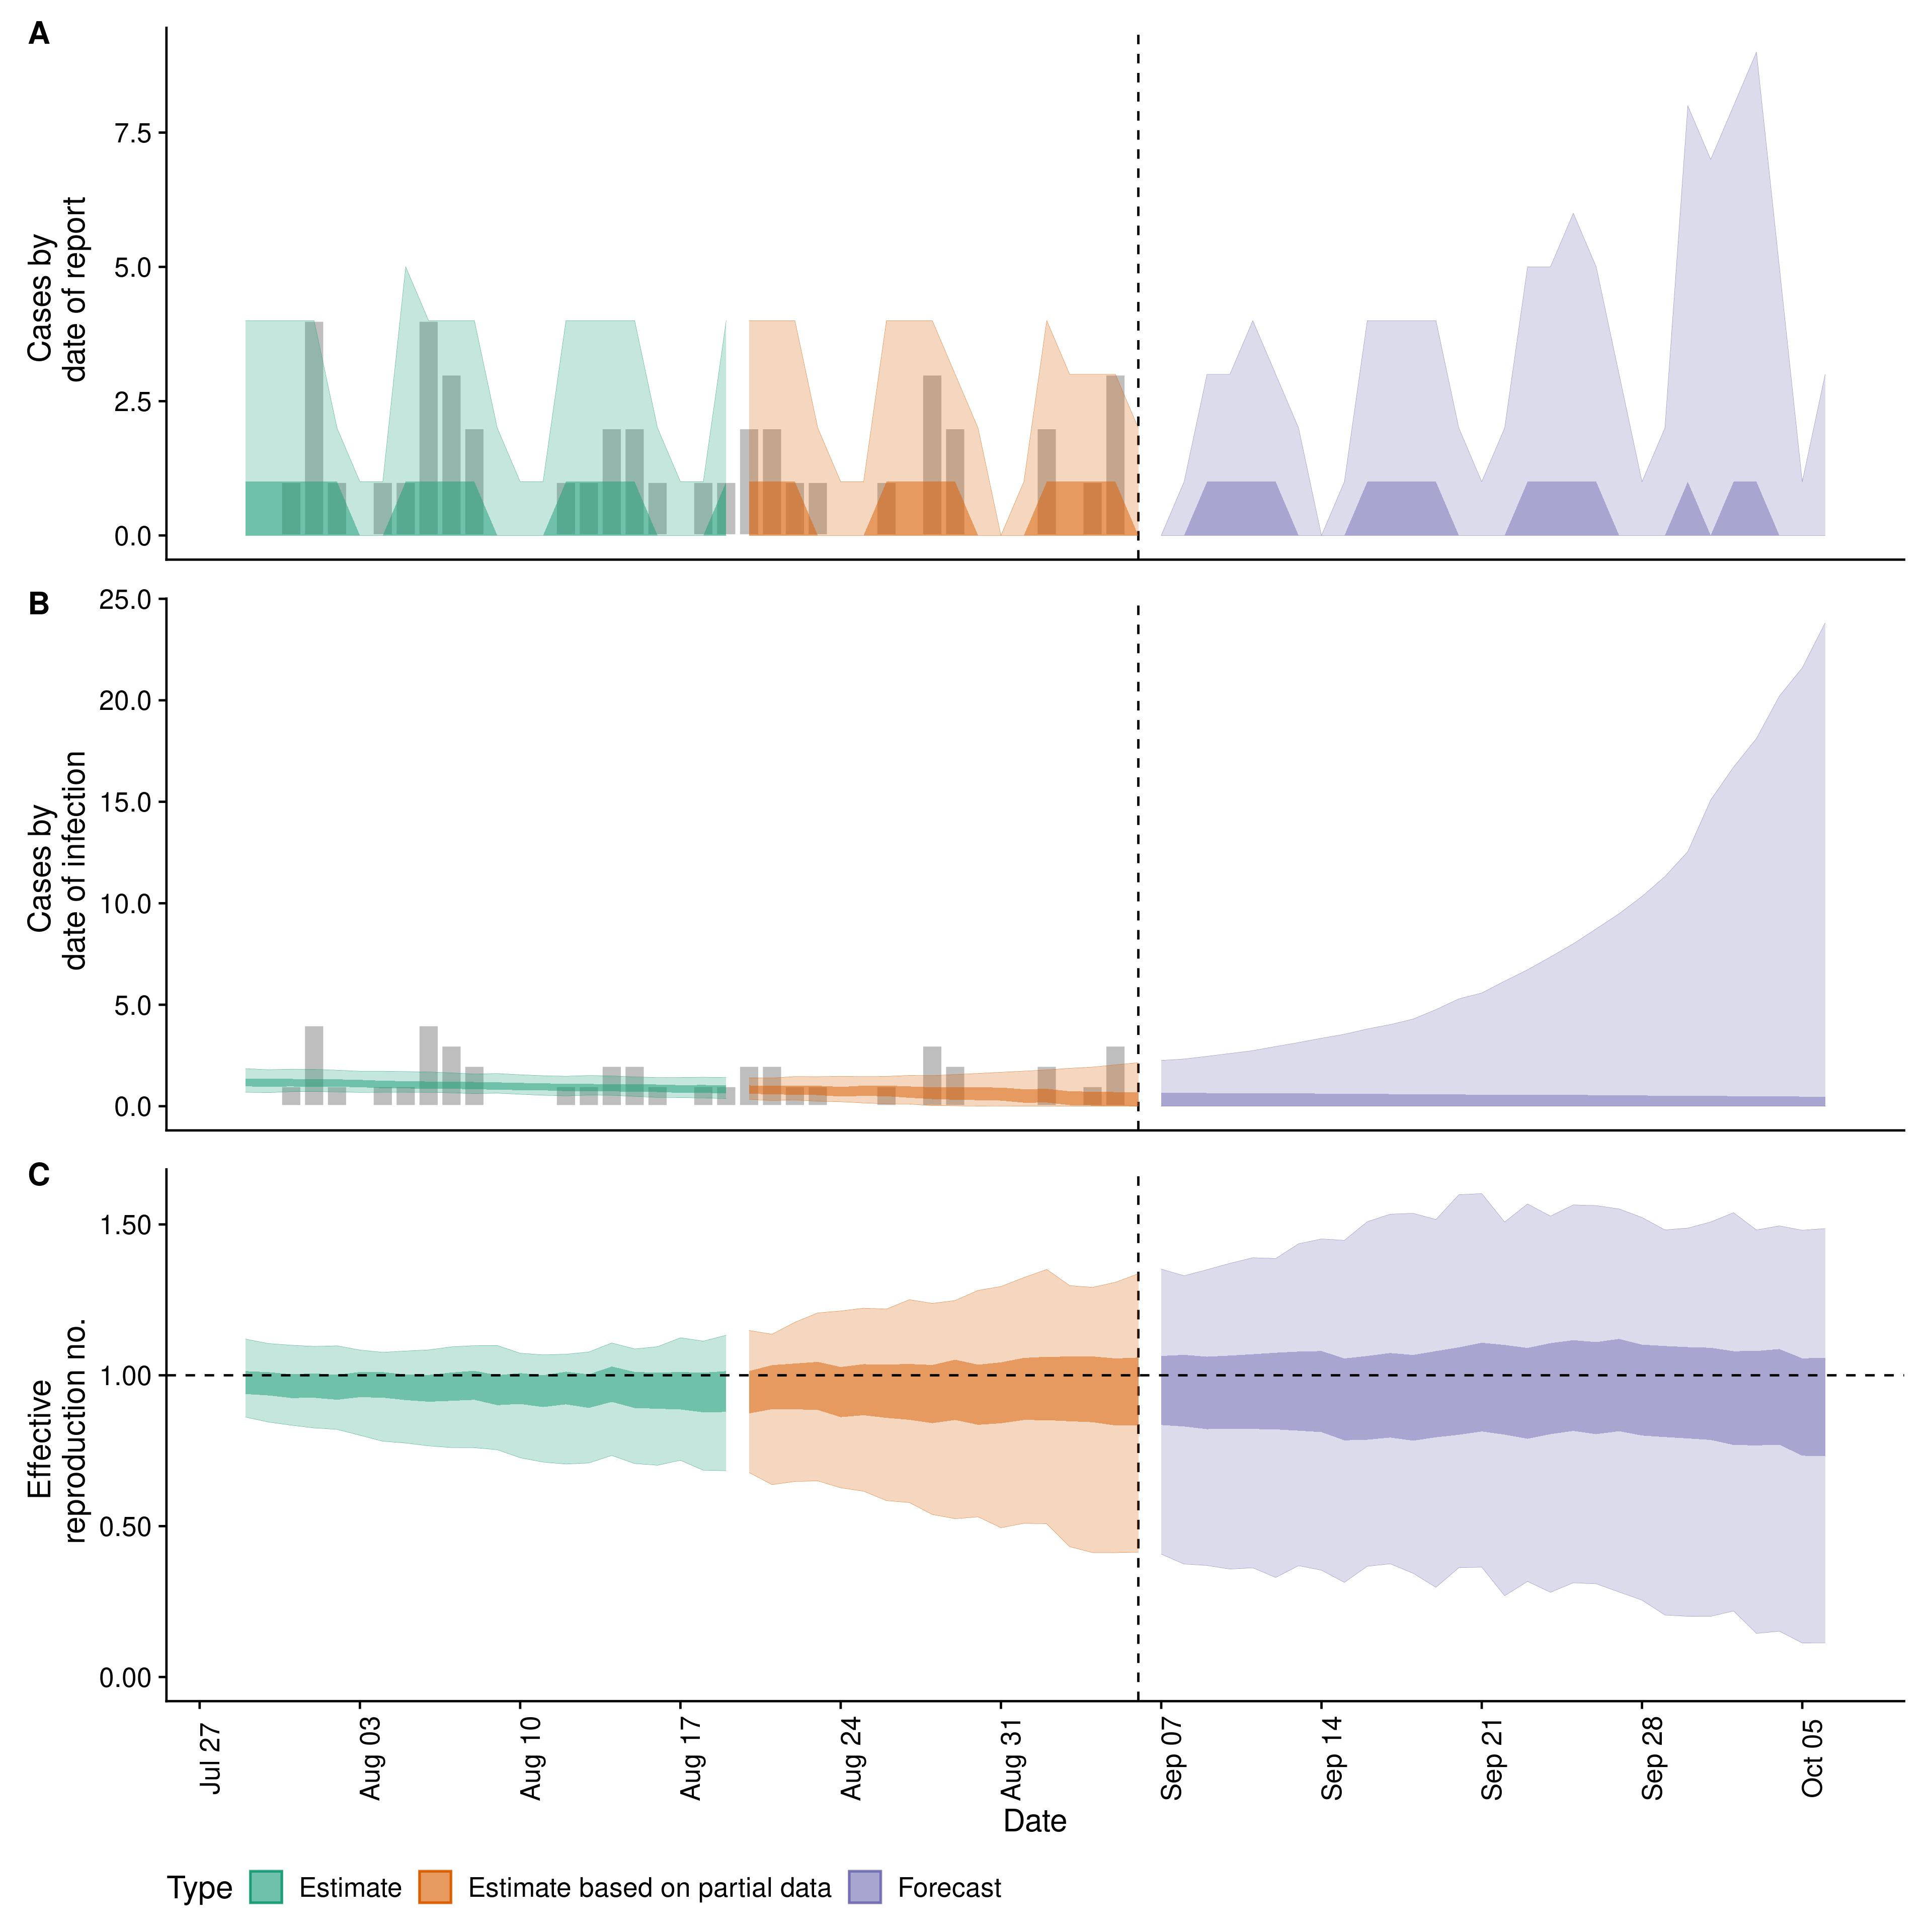 A
Cases by
date of report
7.5
5.0
2.5
0.0
B
Cases by
date of infection
25.0
20.0
15.0
10.0
5.0
0.0
C
Effective
reproduction no.
1.50
1.00
0.50
0.00
Jul 27
Aug 03
Aug 10
Aug 17
Aug 24
Aug 31
Sep 07
Sep 14
Sep 21
Sep 28
Oct 05
Date
Type Estimate Estimate based on partial data Forecast